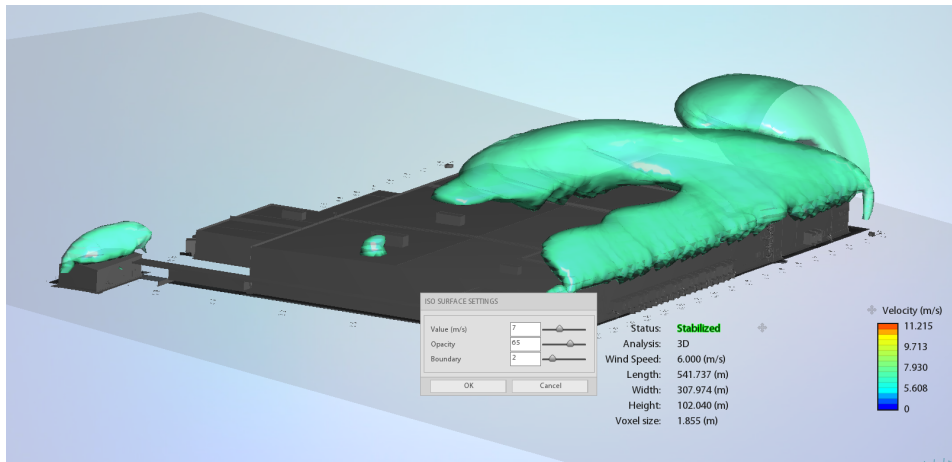 ISO SURFACE SETTINGS
Value (m/s) 7
Opacity 65
Boundary 2
OK Cancel
Status: Stabilized
Analysis: 3D
Wind Speed: 6.000 (m/s)
Length: 541.737 (m)
Width: 307.974 (m)
Height: 102.040 (m)
Voxel size: 1.855 (m)
Velocity (m/s)
11.215
9.713
7.930
5.608
0